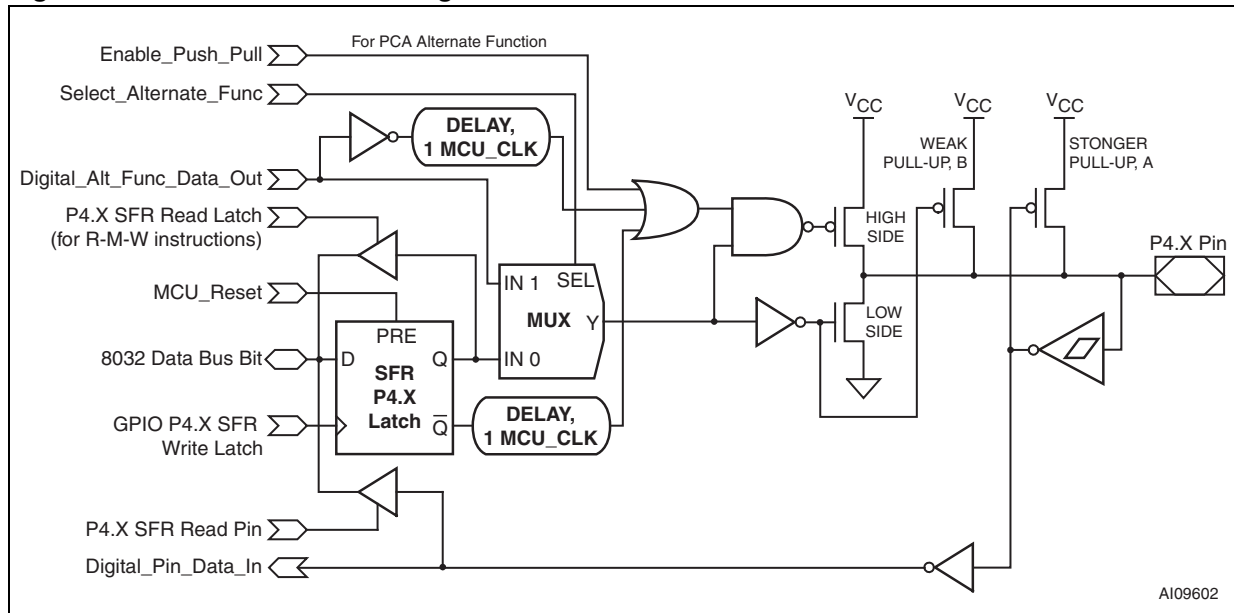 Enable_Push_Pull
For PCA Alternate Function
Select_Alternate_Func
DELAY,
1 MCU_CLK
Digital_Alt_Func_Data_Out
P4.X SFR Read Latch
(for R-M-W instructions)
MCU_Reset
8032 Data Bus Bit
GPIO P4.X SFR
Write Latch
P4.X SFR Read Pin
Digital_Pin_Data_In
PRE
D
Q
SFR
P4.X
Latch
Q
DELAY,
1 MCU_CLK
IN 1
SEL
MUX
Y
IN 0
VCC
VCC
VCC
WEAK
PULL-UP, B
STONGER
PULL-UP, A
HIGH
SIDE
LOW
SIDE
P4.X Pin
AI09602